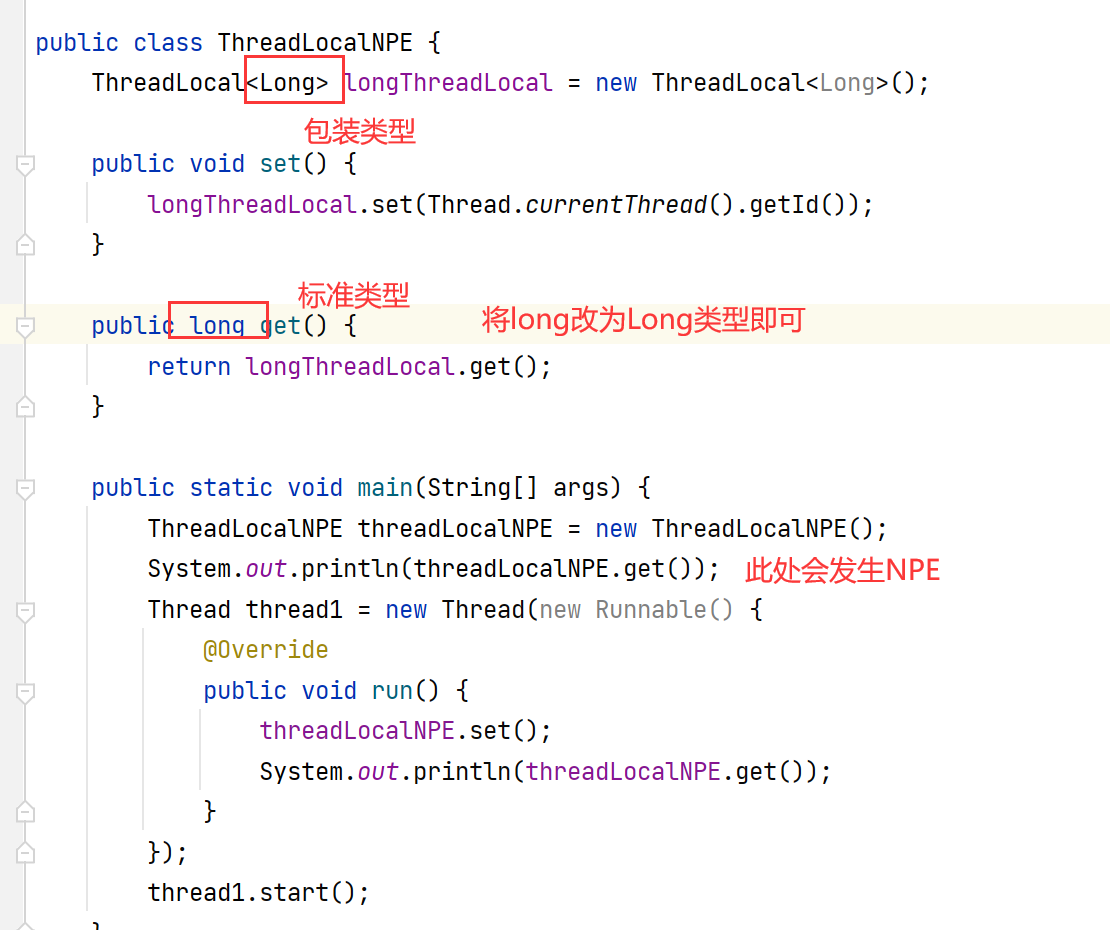 public class ThreadLocalNPE {
ThreadLocal<Long> longThreadLocal = new ThreadLocal<Long>();
包装类型
public void set() {
longThreadLocal.set(Thread.currentThread().getId());
}
标准类型
public long get() { 将long改为Long类型即可
return longThreadLocal.get();
}
public static void main(String[] args) {
ThreadLocalNPE threadLocalNPE = new ThreadLocalNPE();
System.out.println(threadLocalNPE.get()); 此处会发生NPE
Thread thread1 = new Thread(new Runnable() {
@Override
public void run() {
threadLocalNPE.set();
System.out.println(threadLocalNPE.get());
}
});
thread1.start();
}